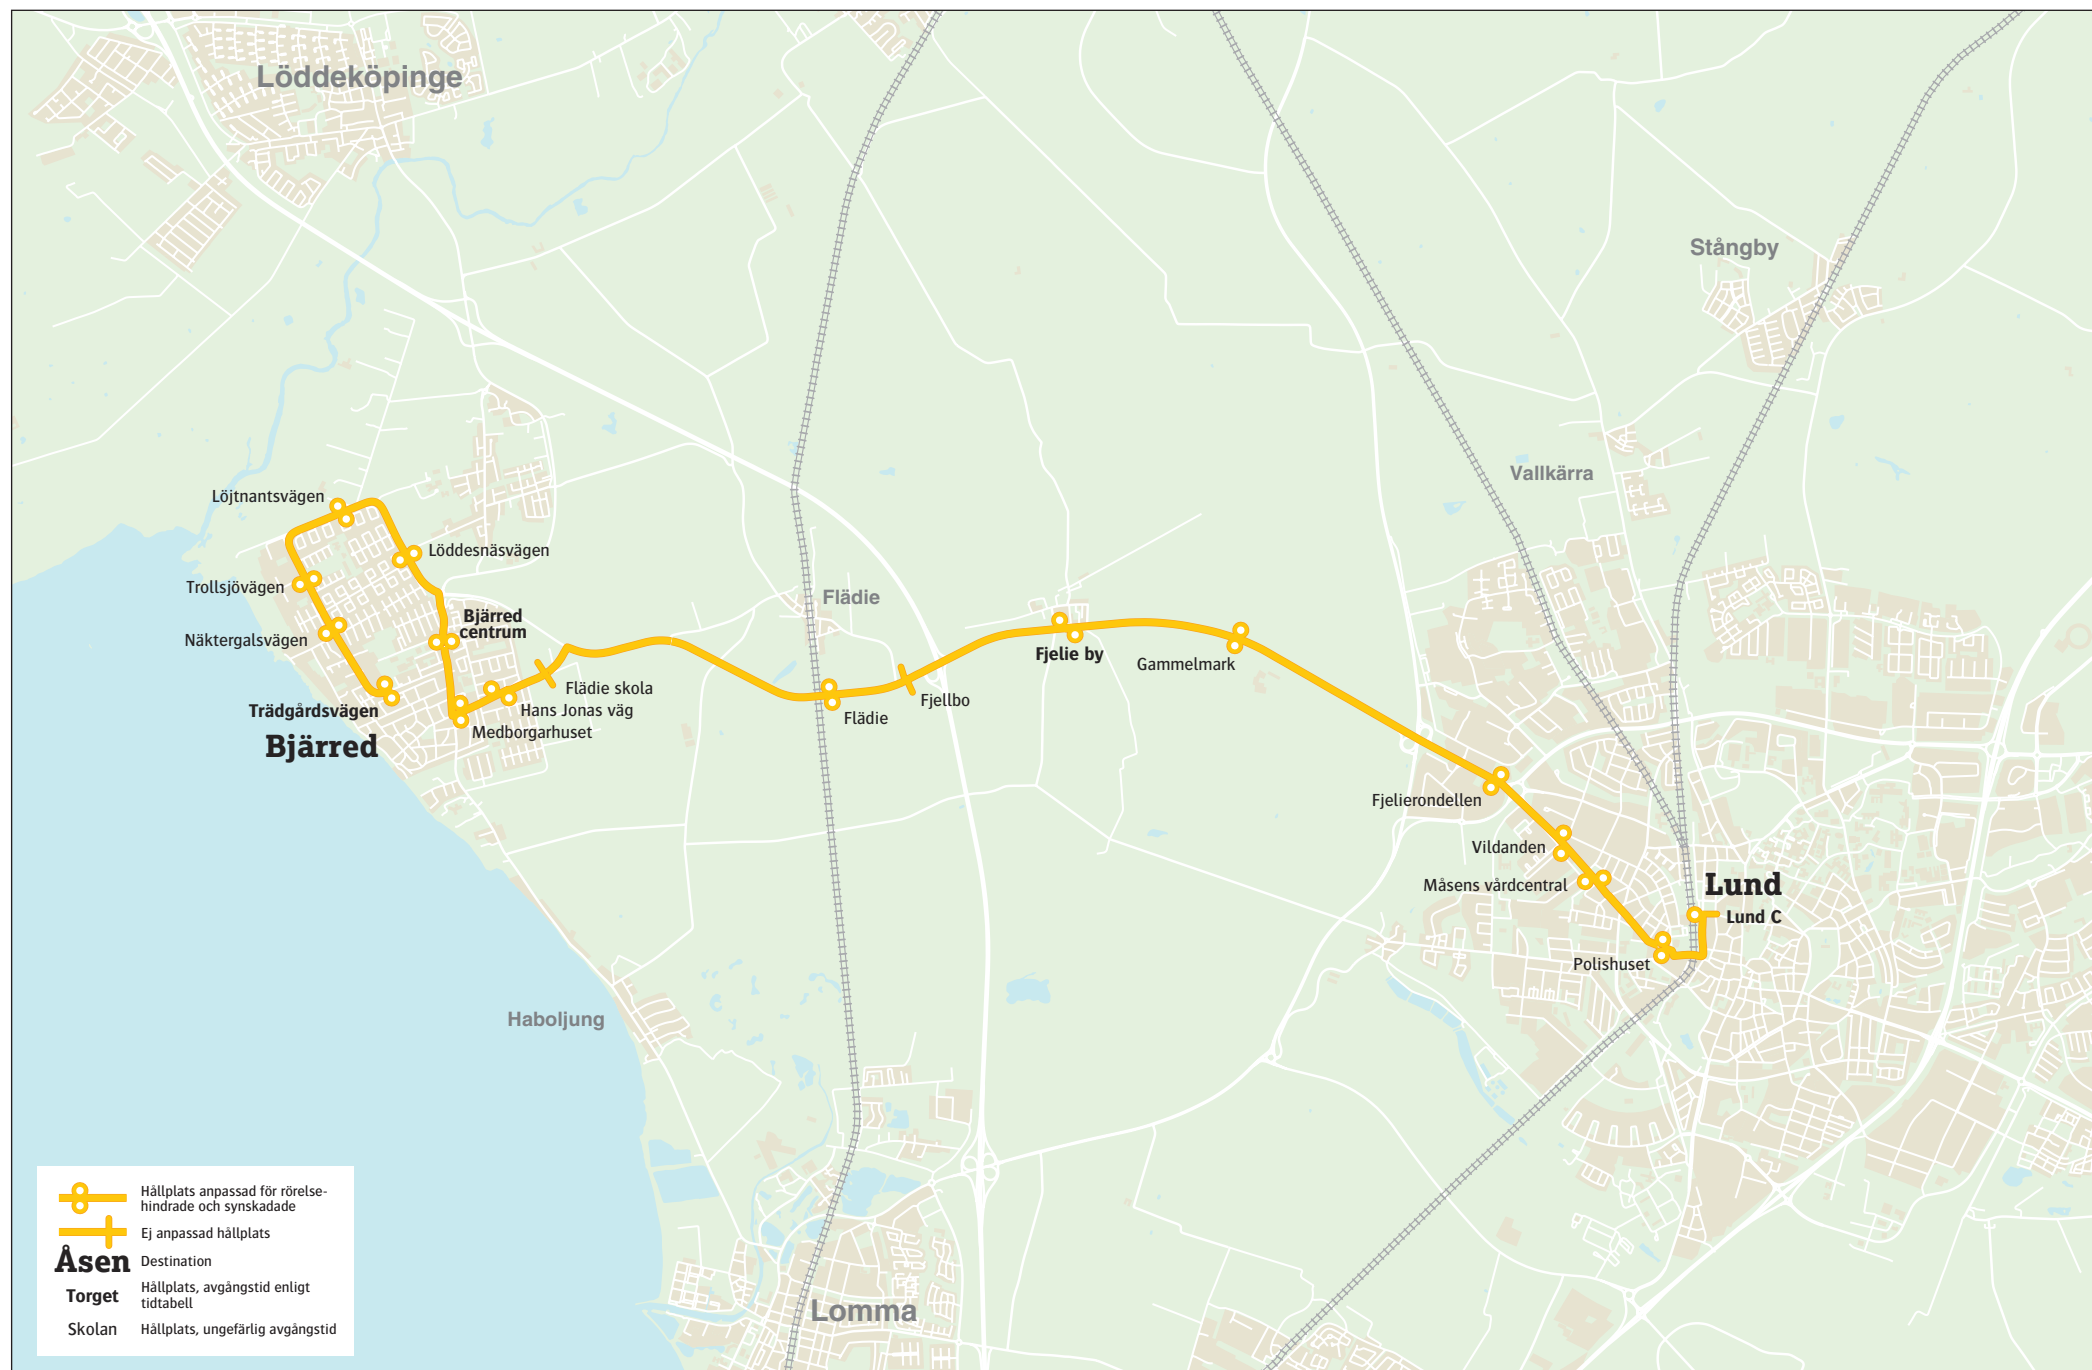 Löddeköpinge
Stångby
Vallkärra
Löjtnantsvägen
Löddesnäsvägen
Trollsjövägen
Flädie
Bjärred
centrum
Näktergalsvägen
Fjelie by
Gammelmark
Flädie skola
Fjellbo
Hans Jonas väg
Trädgårdsvägen
Flädie
Medborgarhuset
Bjärred
Fjelierondellen
Vildanden
Måsens vårdcentral
Lund
Lund C
Polishuset
Haboljung
Hållplats anpassad för rörelse-
hindrade och synskadade
Ej anpassad hållplats
Åsen Destination
Torget Hållplats, avgångstid enligt
tidtabell
Skolan Hållplats, ungefärlig avgångstid
Lomma